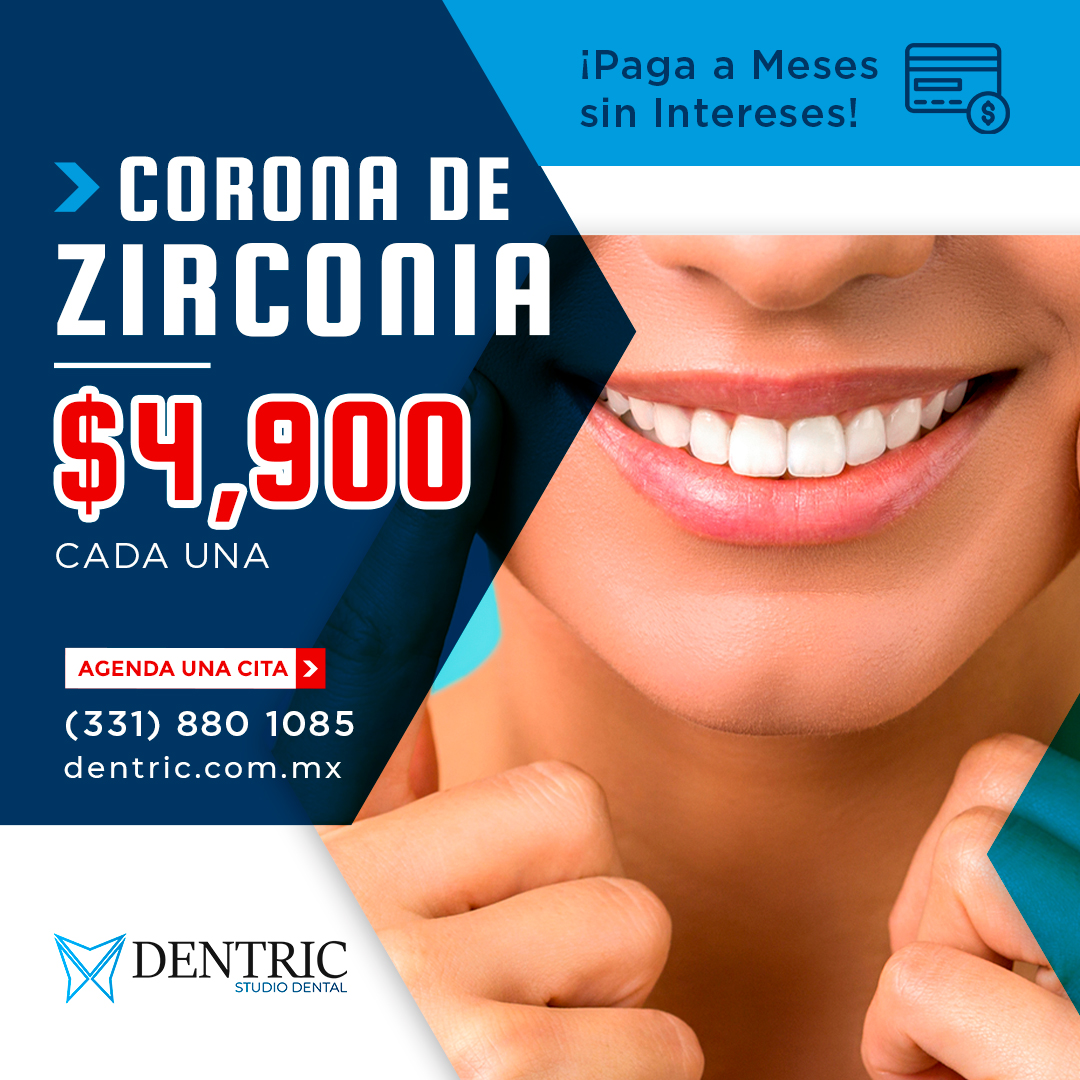 ¡Paga a Meses
sin Intereses!
CORONA DE
ZIRCONIA
$4,900
CADA UNA
AGENDA UNA CITA
(331) 880 1085
dentric.com.mx
DENTRIC
STUDIO DENTAL